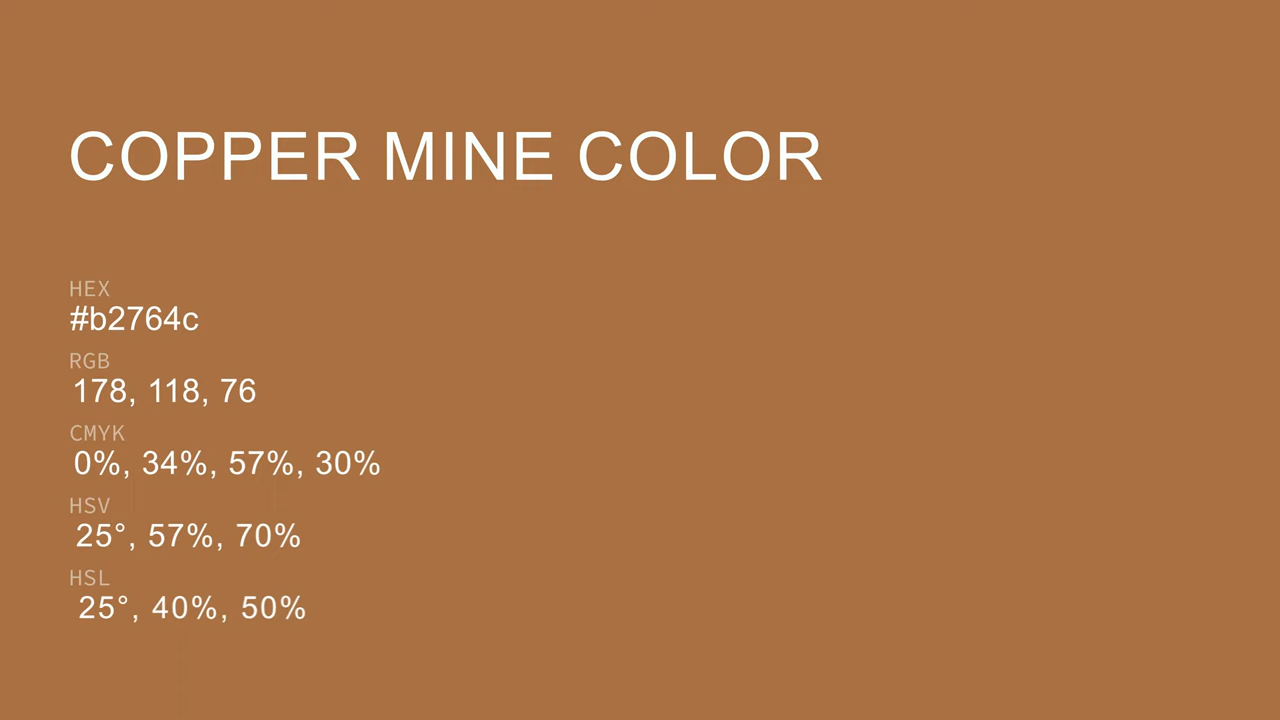 COPPER MINE COLOR
HEX
#b2764c
RGB
178, 118, 76
CMYK
0%, 34%, 57%, 30%
HSV
25°, 57%, 70%
HSL
25°, 40%, 50%